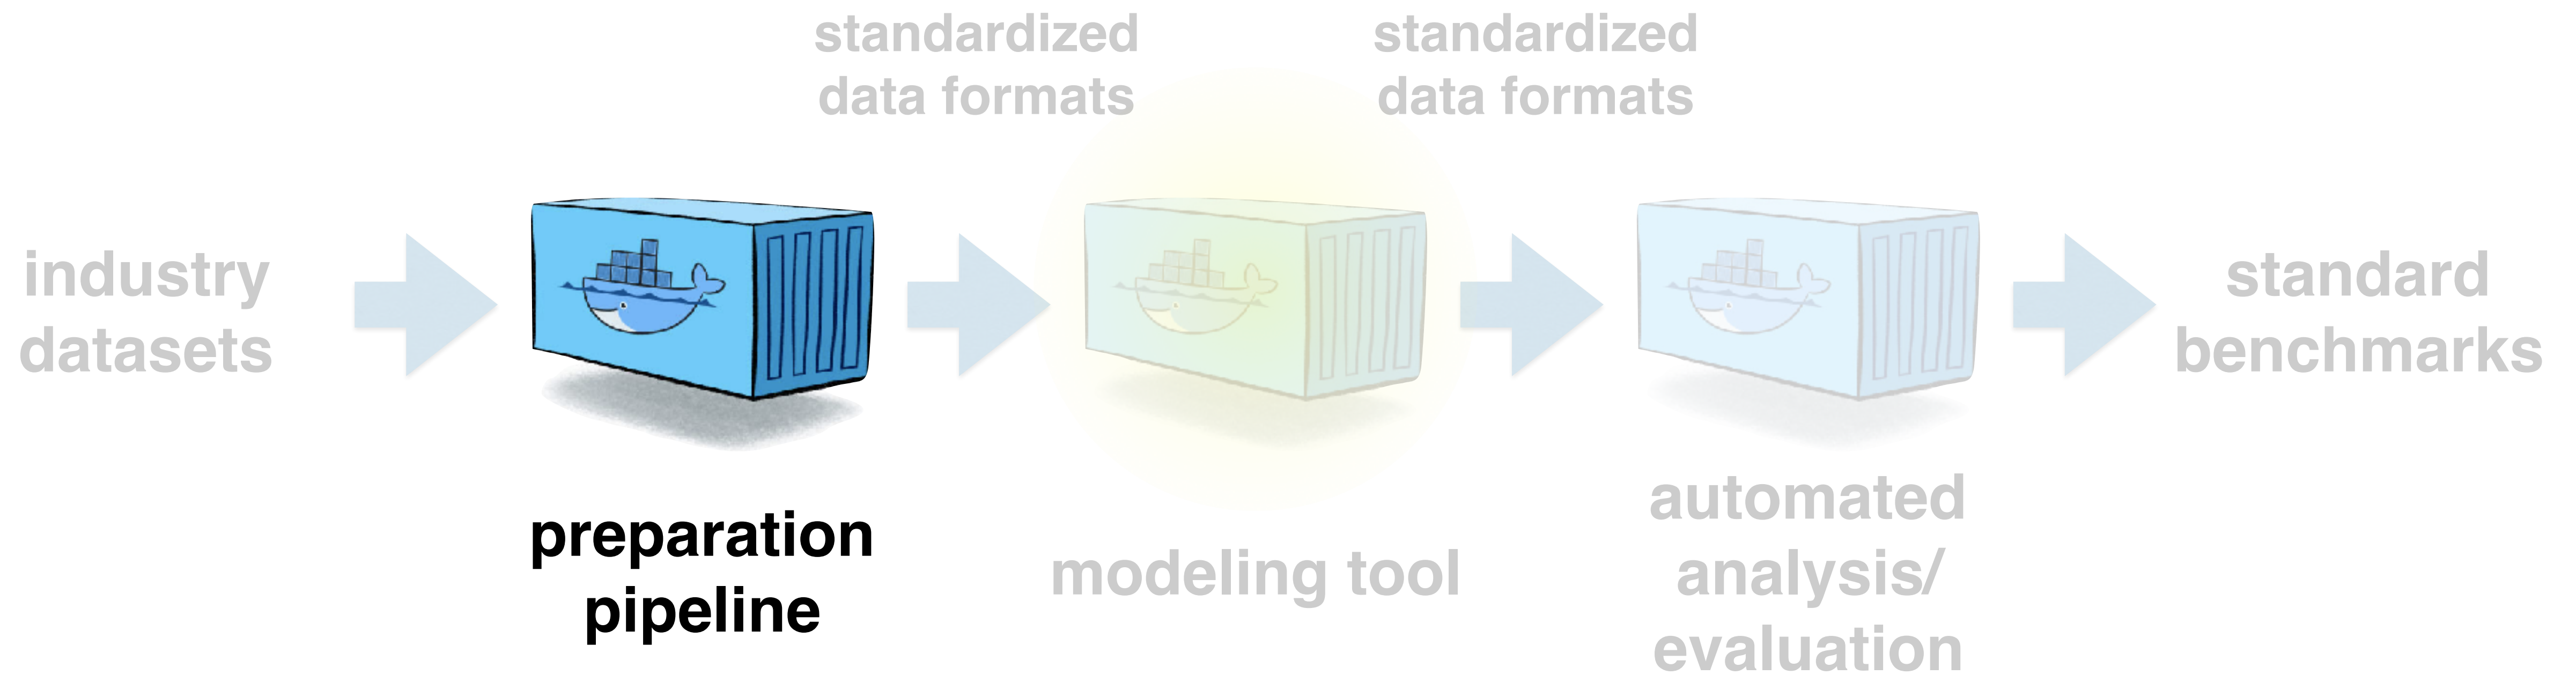 standardized
data formats
standardized
data formats
industry
datasets
preparation
pipeline
modeling tool
automated
analysis/
evaluation
standard
benchmarks